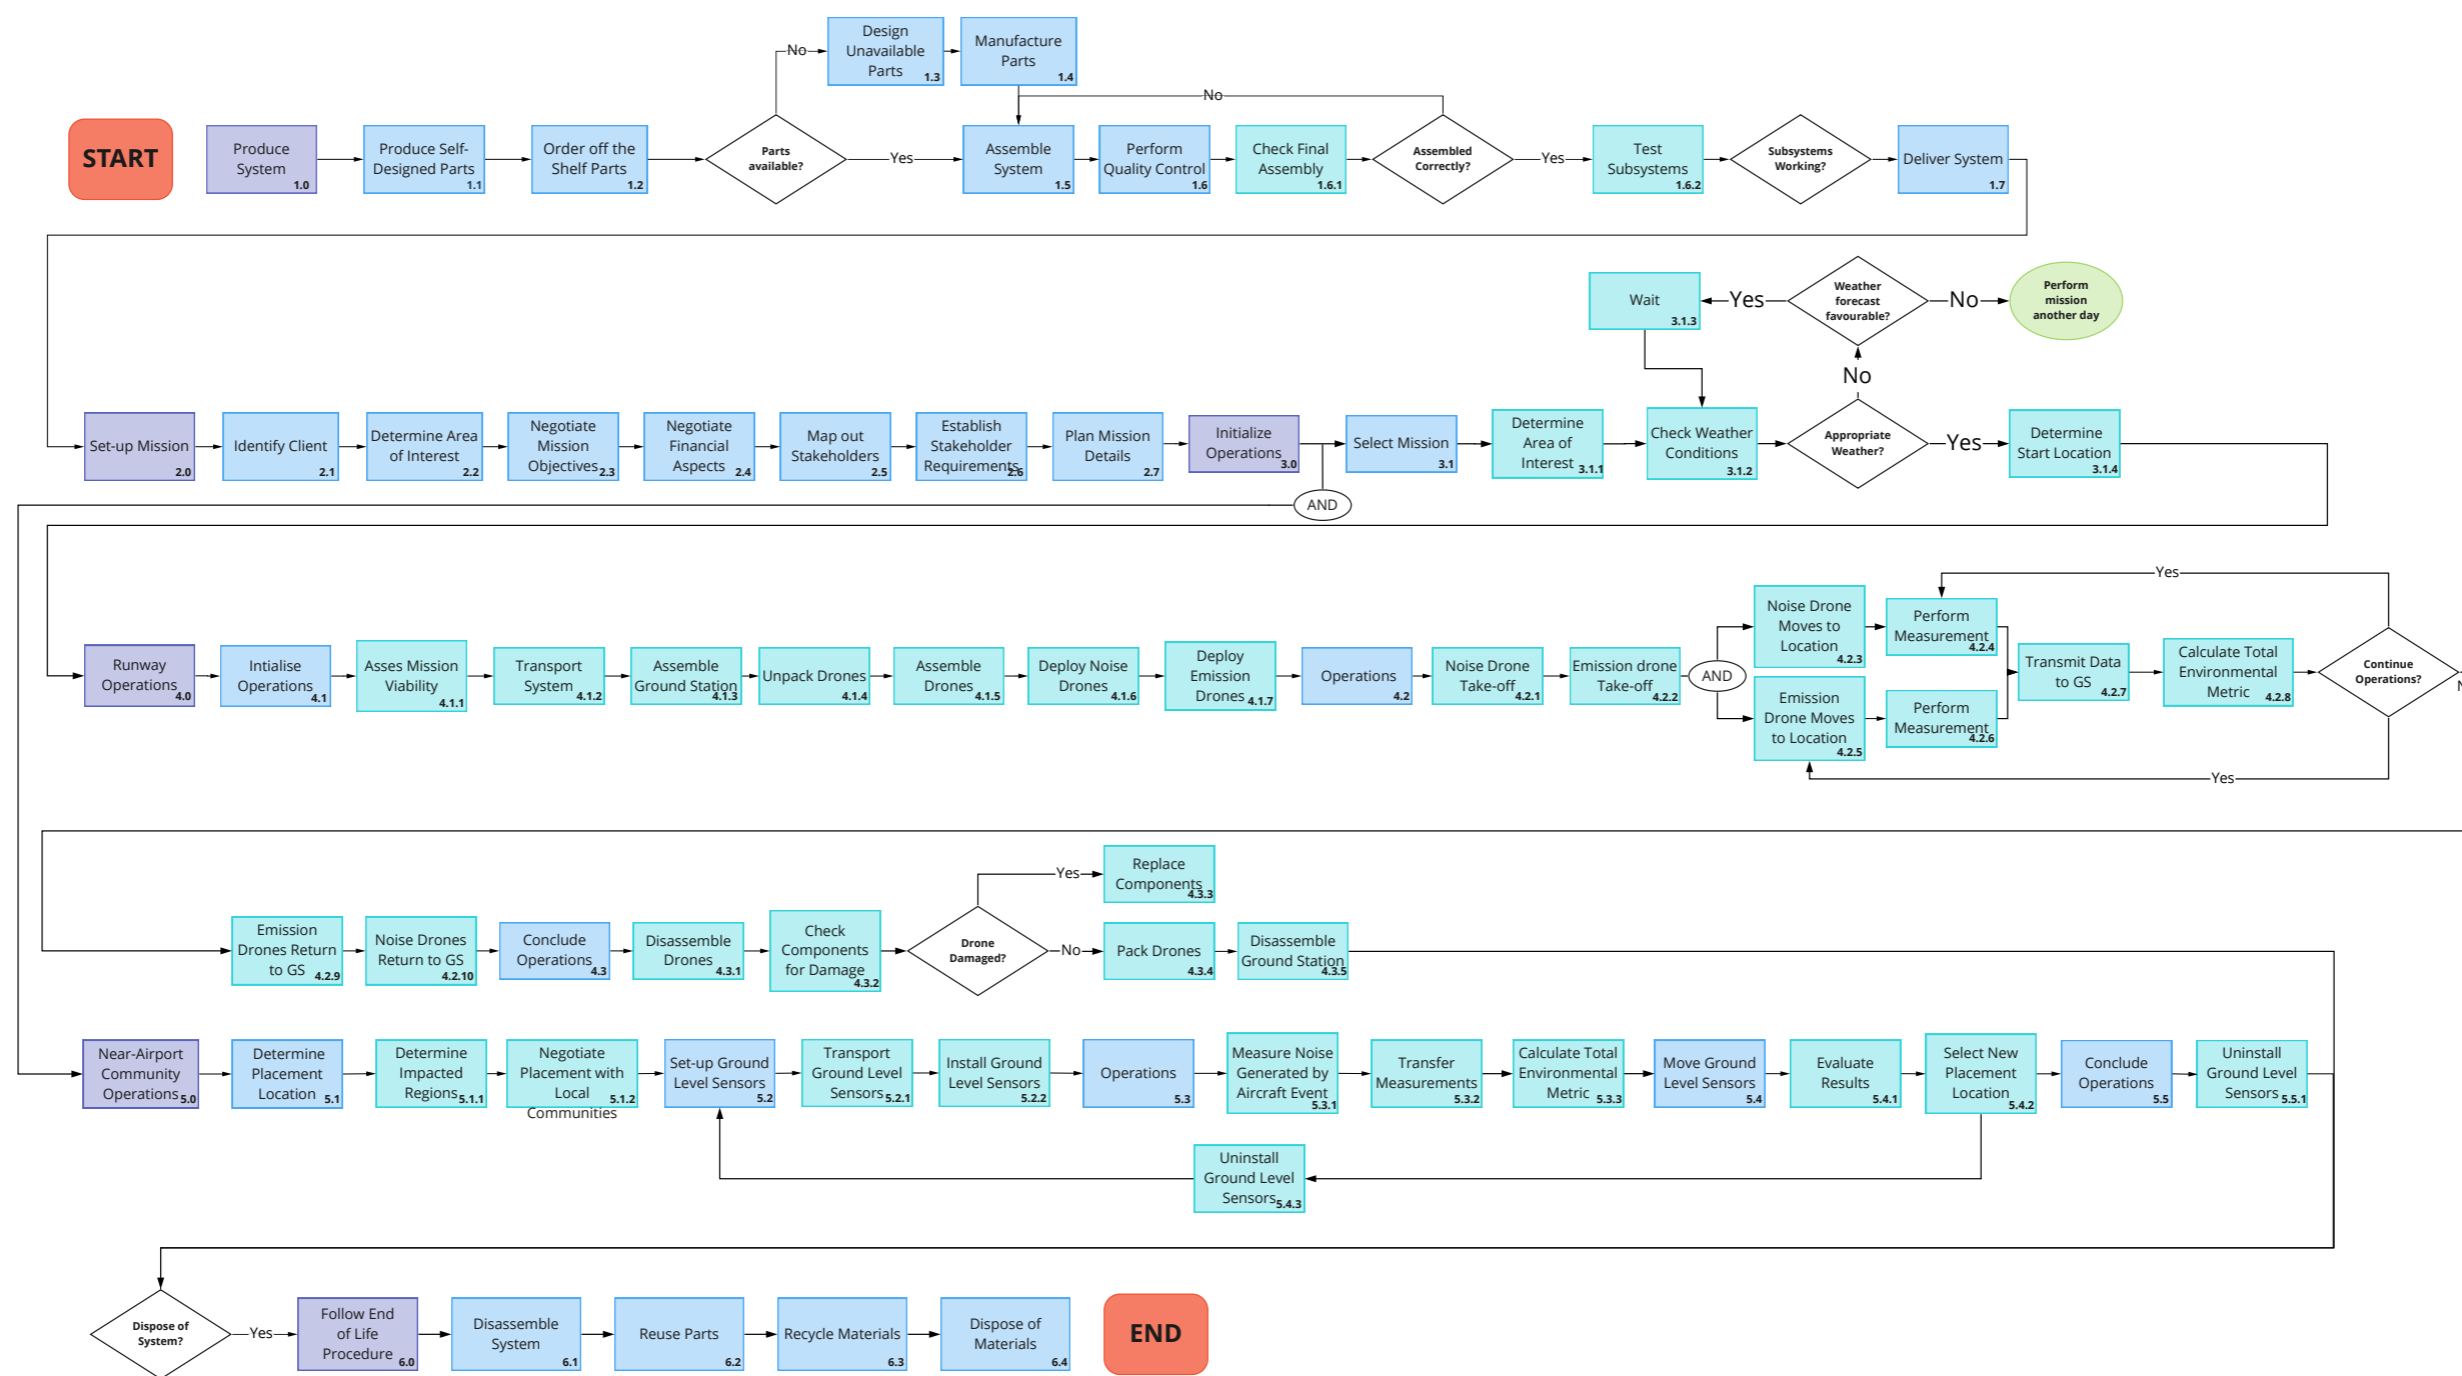 Design
Unavailable
Parts
1.3
Manufacture
Parts
1.4
No
No
START
Produce
System
1.0
Produce Self-
Designed Parts
1.1
Order off the
Shelf Parts
1.2
Parts
available?
Yes
Assemble
System
1.5
Perform
Quality Control
1.6
Check Final
Assembly
1.6.1
Assembled
Correctly?
Yes
Test
Subsystems
1.6.2
Subsystems
Working?
Deliver System
1.7
Wait
3.1.3
Yes
Weather
forecast
favourable?
No
Perform
mission
another day
No
Set-up Mission
2.0
Identify Client
2.1
Determine Area
of Interest
2.2
Negotiate
Mission
Objectives
2.3
Negotiate
Financial
Aspects
2.4
Map out
Stakeholders
2.5
Establish
Stakeholder
Requirements
2.6
Plan Mission
Details
2.7
Initialize
Operations
3.0
Select Mission
3.1
Determine
Area of
Interest
3.1.1
Check Weather
Conditions
3.1.2
Appropriate
Weather?
Yes
Determine
Start Location
3.1.4
AND
Yes
Runway
Operations
4.0
Intialise
Operations
4.1
Asses Mission
Viability
4.1.1
Transport
System
4.1.2
Assemble
Ground Station
4.1.3
Unpack Drones
4.1.4
Assemble
Drones
4.1.5
Deploy Noise
Drones
4.1.6
Deploy
Emission
Drones
4.1.7
Operations
4.2
Noise Drone
Take-off
4.2.1
Emission drone
Take-off
4.2.2
AND
Noise Drone
Moves to
Location
4.2.3
Perform
Measurement
4.2.4
Emission
Drone Moves
to Location
4.2.5
Perform
Measurement
4.2.6
Transmit Data
to GS
4.2.7
Calculate Total
Environmental
Metric
4.2.8
Continue
Operations?
Yes
Replace
Components
4.3.3
Yes
Emission
Drones Return
to GS
4.2.9
Noise Drones
Return to GS
4.2.10
Conclude
Operations
4.3
Disassemble
Drones
4.3.1
Check
Components
for Damage
4.3.2
Drone
Damaged?
No
Pack Drones
4.3.4
Disassemble
Ground Station
4.3.5
Near-Airport
Community
Operations
5.0
Determine
Placement
Location
5.1
Determine
Impacted
Regions
5.1.1
Negotiate
Placement with
Local
Communities
5.1.2
Set-up Ground
Level Sensors
5.2
Transport
Ground Level
Sensors
5.2.1
Install Ground
Level Sensors
5.2.2
Operations
5.3
Measure Noise
Generated by
Aircraft Event
5.3.1
Transfer
Measurements
5.3.2
Calculate Total
Environmental
Metric
5.3.3
Move Ground
Level Sensors
5.4
Evaluate
Results
5.4.1
Select New
Placement
Location
5.4.2
Conclude
Operations
5.5
Uninstall
Ground Level
Sensors
5.5.1
Uninstall
Ground Level
Sensors
5.4.3
Dispose of
System?
Yes
Follow End
of Life
Procedure
6.0
Disassemble
System
6.1
Reuse Parts
6.2
Recycle Materials
6.3
Dispose of
Materials
6.4
END